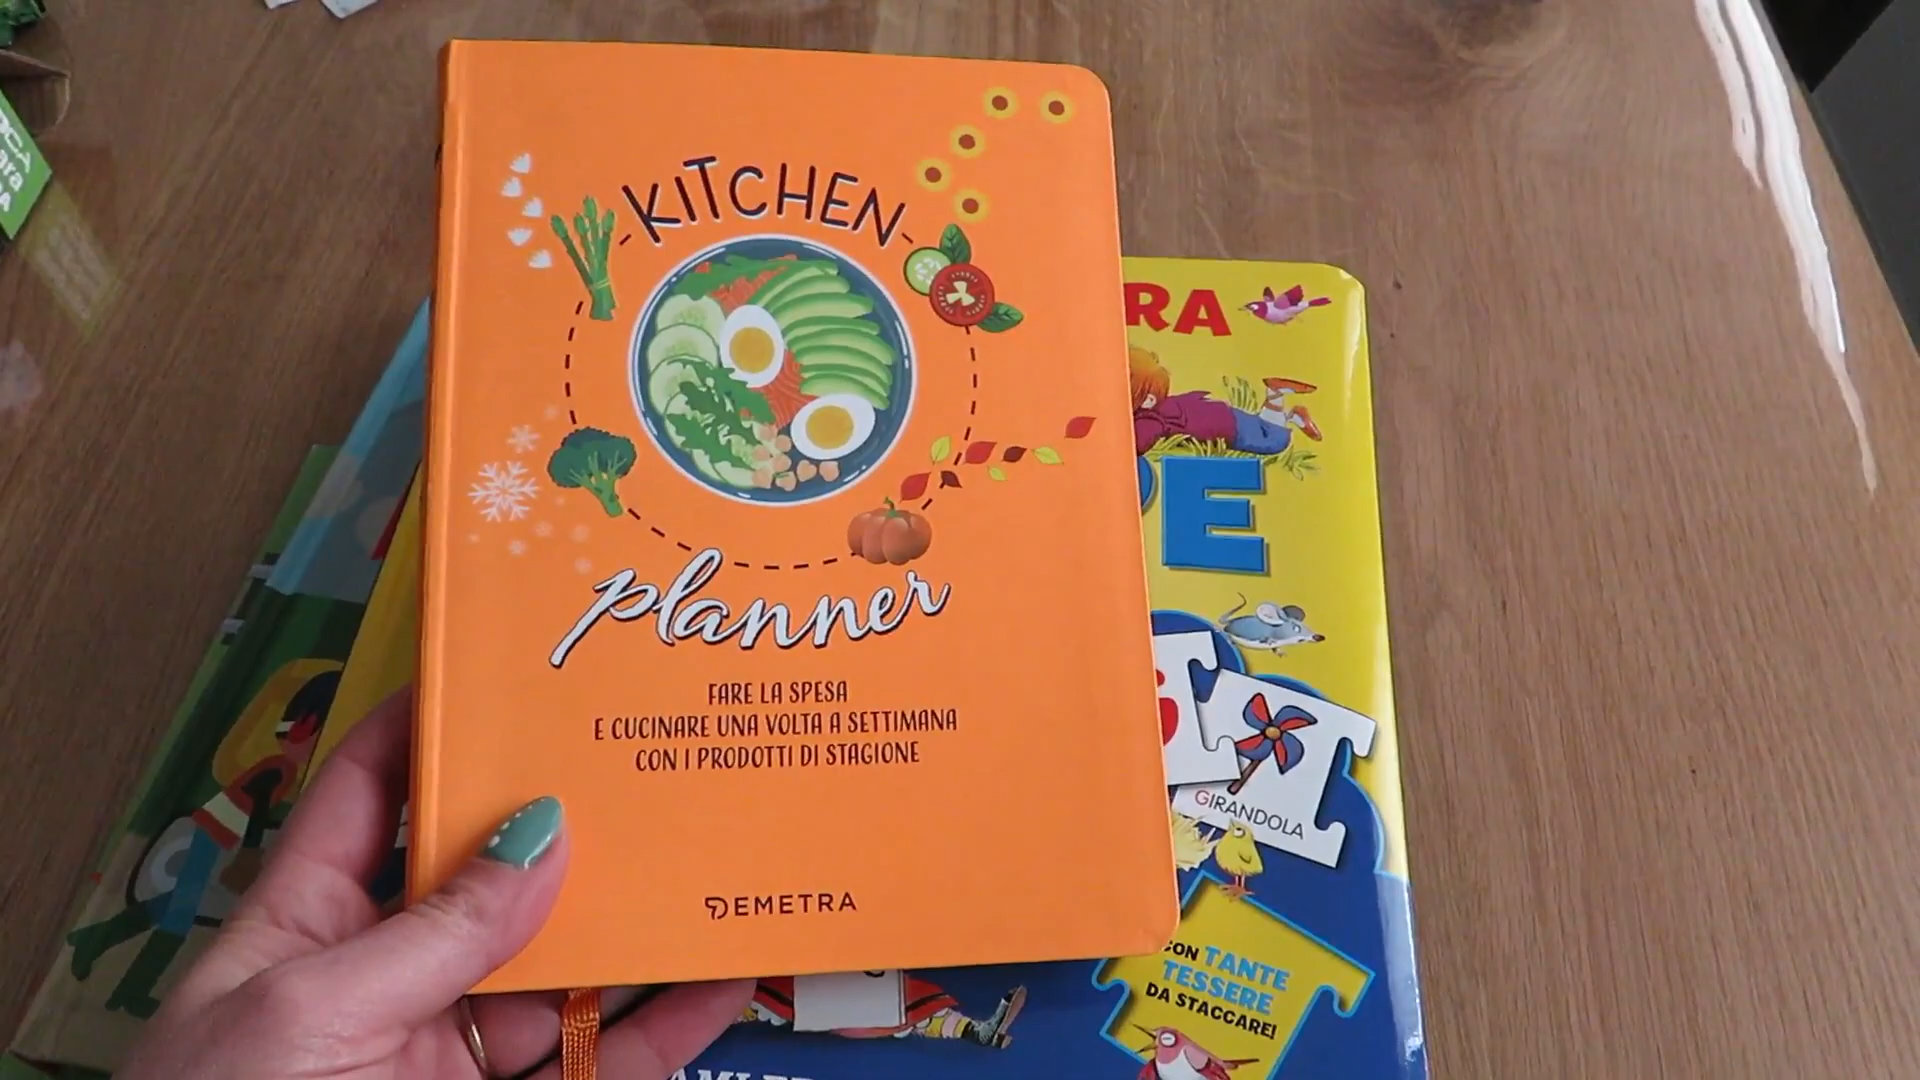 KITCHEN
planner
FARE LA SPESA
E CUCINARE UNA VOLTA A SETTIMANA
CON I PRODOTTI DI STAGIONE
DEMETRA
RA
PE
GIRANDOLA
CON TANTE
TESSERE
DA STACCARE!